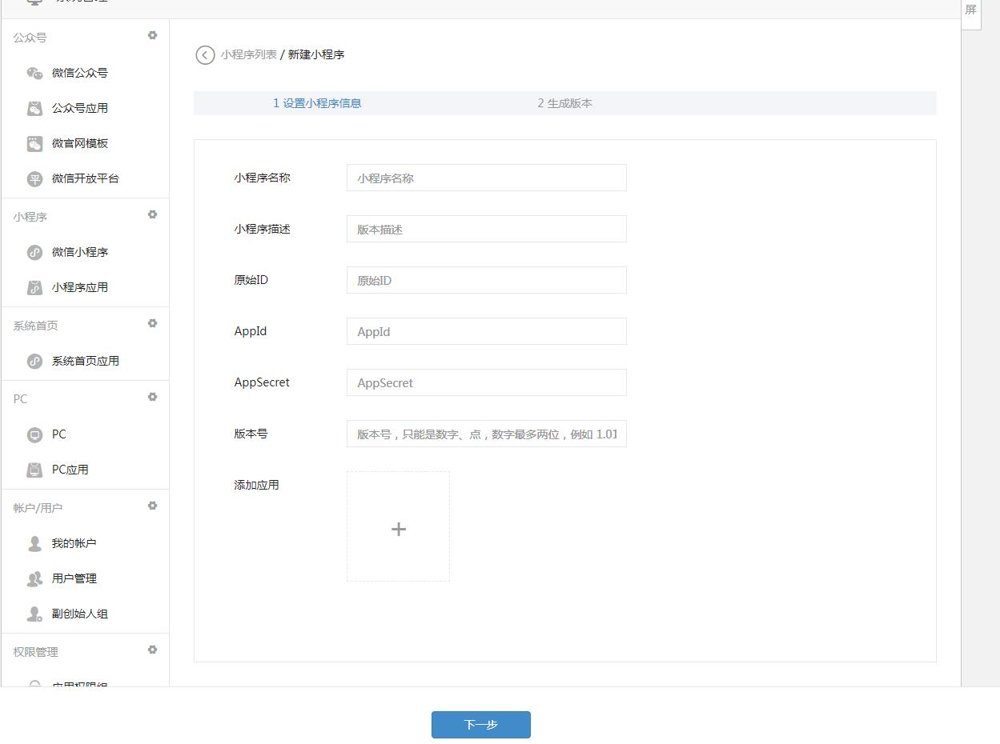 屏
公众号
微信公众号
公众号应用
微官网模板
微信开放平台
小程序
微信小程序
小程序应用
系统首页
系统首页应用
PC
PC
PC应用
帐户/用户
我的帐户
用户管理
副创始人组
权限管理
应用权限组
小程序列表 / 新建小程序
1 设置小程序信息
2 生成版本
小程序名称 小程序名称
小程序描述 版本描述
原始ID 原始ID
AppId AppId
AppSecret AppSecret
版本号 版本号，只能是数字、点，数字最多两位，例如 1.01
添加应用
+
下一步